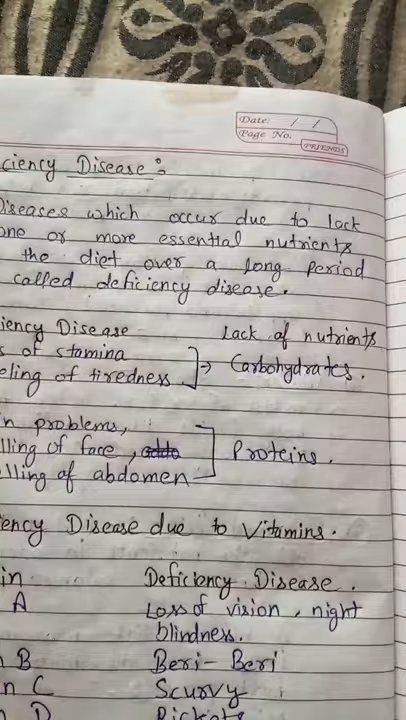 Date: / /
Page No.
FRIENDS
ciency Disease :
Diseases which occur due to lack
one or more essential nutrients
the diet over a long period
called deficiency disease.
iency Disease Lack of nutrients
s of stamina
eling of tiredness } → Carbohydrates.
in problems,
lling of face,
lling of abdomen ] Proteins.
iency Disease due to Vitamins.
in Deficiency Disease.
A Loss of vision, night
blindness.
n B Beri-Beri
n C Scurvy
n D Rickets